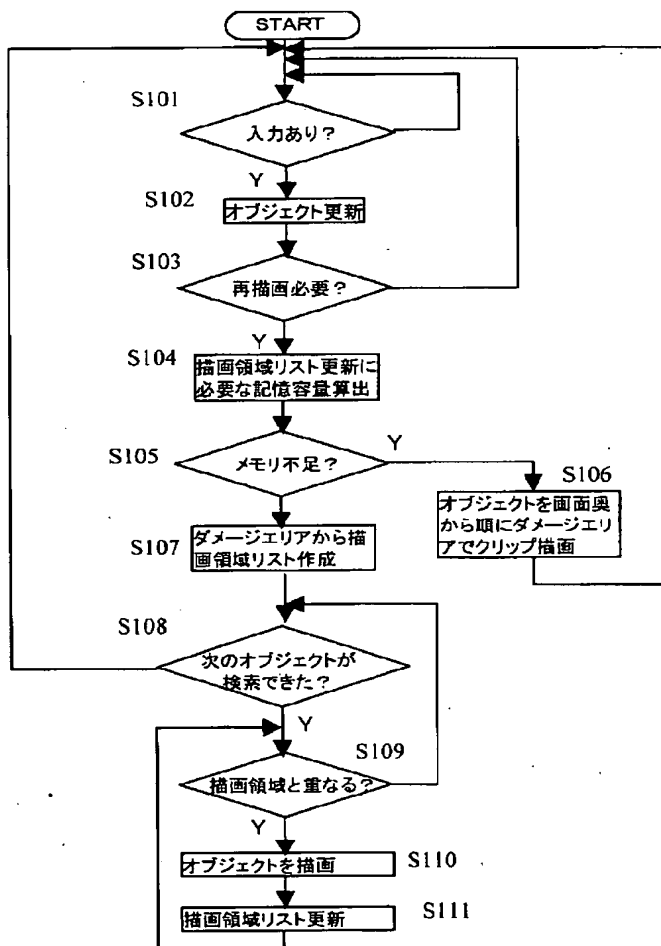 START
S101
入力あり？
Y
S102
オブジェクト更新
S103
再描画必要？
Y
S104
描画領域リスト更新に
必要な記憶容量算出
S105
メモリ不足？
Y
S106
オブジェクトを画面奥
から順にダメージエリ
アでクリップ描画
S107
ダメージエリアから描
画領域リスト作成
S108
次のオブジェクトが
検索できた？
Y
S109
描画領域と重なる？
Y
オブジェクトを描画
S110
描画領域リスト更新
S111